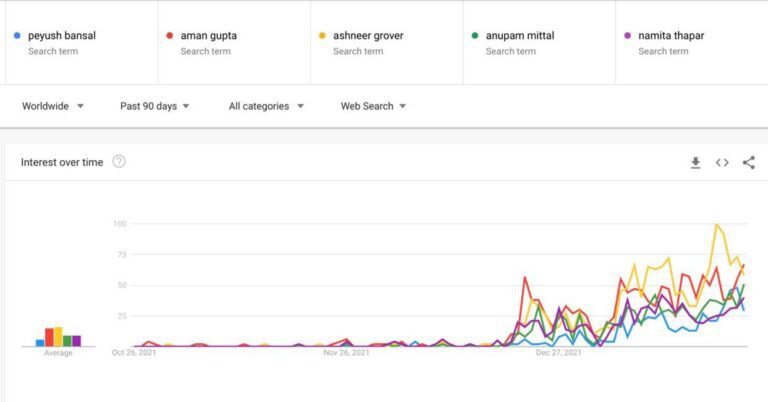 peyush bansal
Search term
aman gupta
Search term
ashneer grover
Search term
anupam mittal
Search term
namita thapar
Search term
Worldwide
Past 90 days
All categories
Web Search
Interest over time
?
100
75
50
25
Average
Oct 26, 2021
Nov 26, 2021
Dec 27, 2021